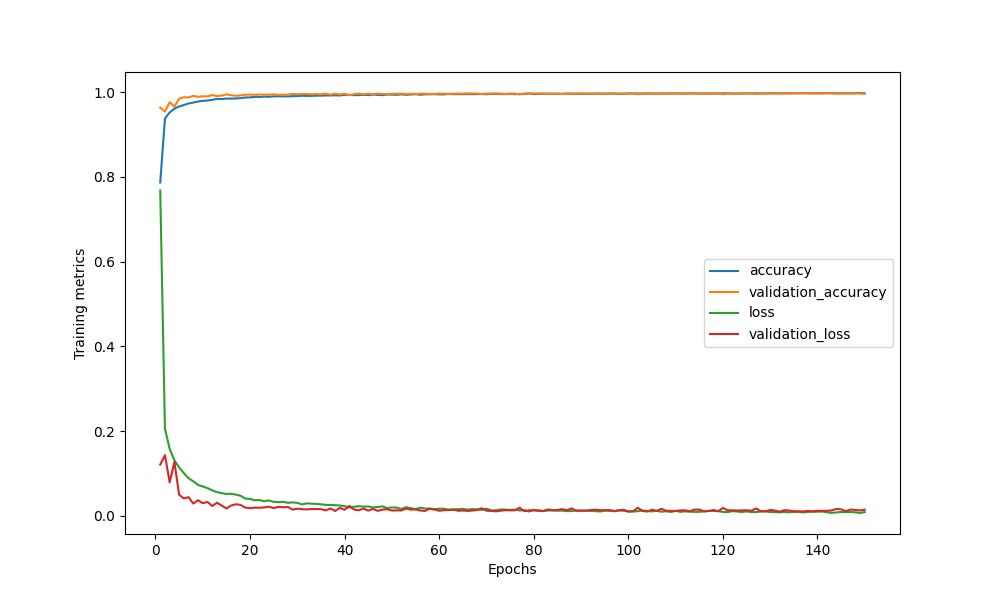 1.0
0.8
0.6
0.4
0.2
0.0
Training metrics
accuracy
validation_accuracy
loss
validation_loss
0 20 40 60 80 100 120 140
Epochs